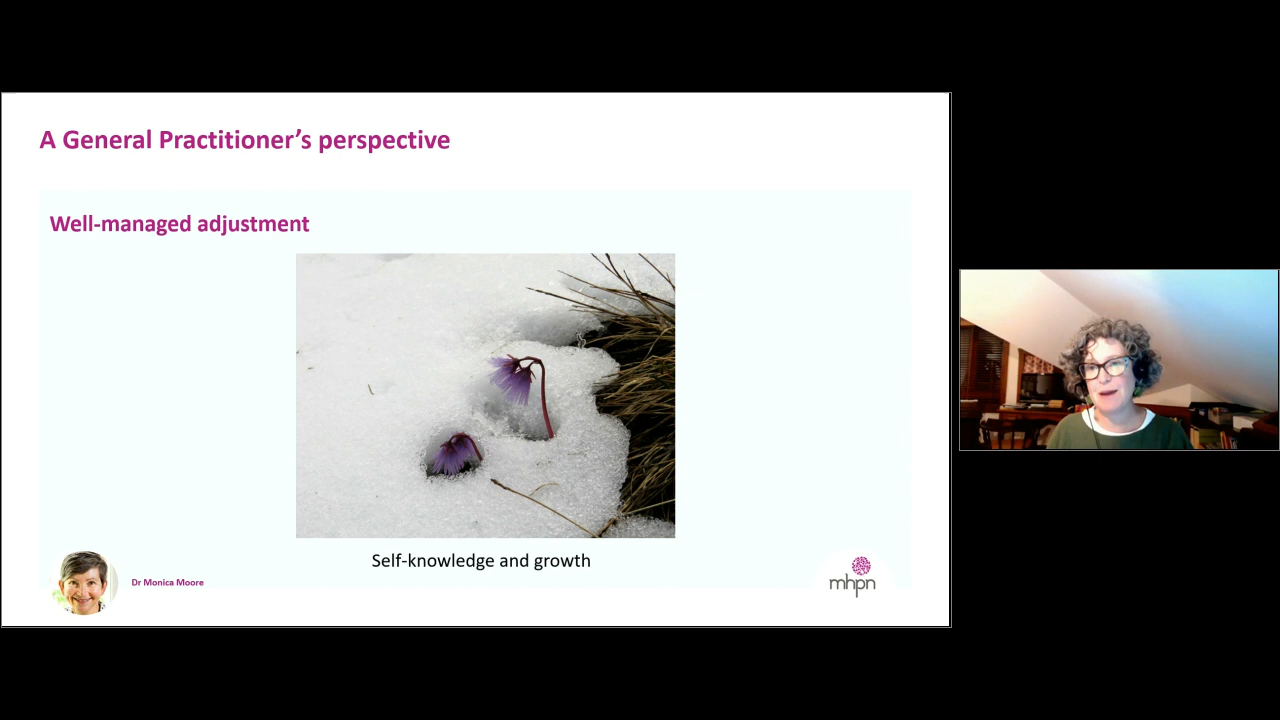 A General Practitioner’s perspective
Well-managed adjustment
Self-knowledge and growth
Dr Monica Moore
mhpn